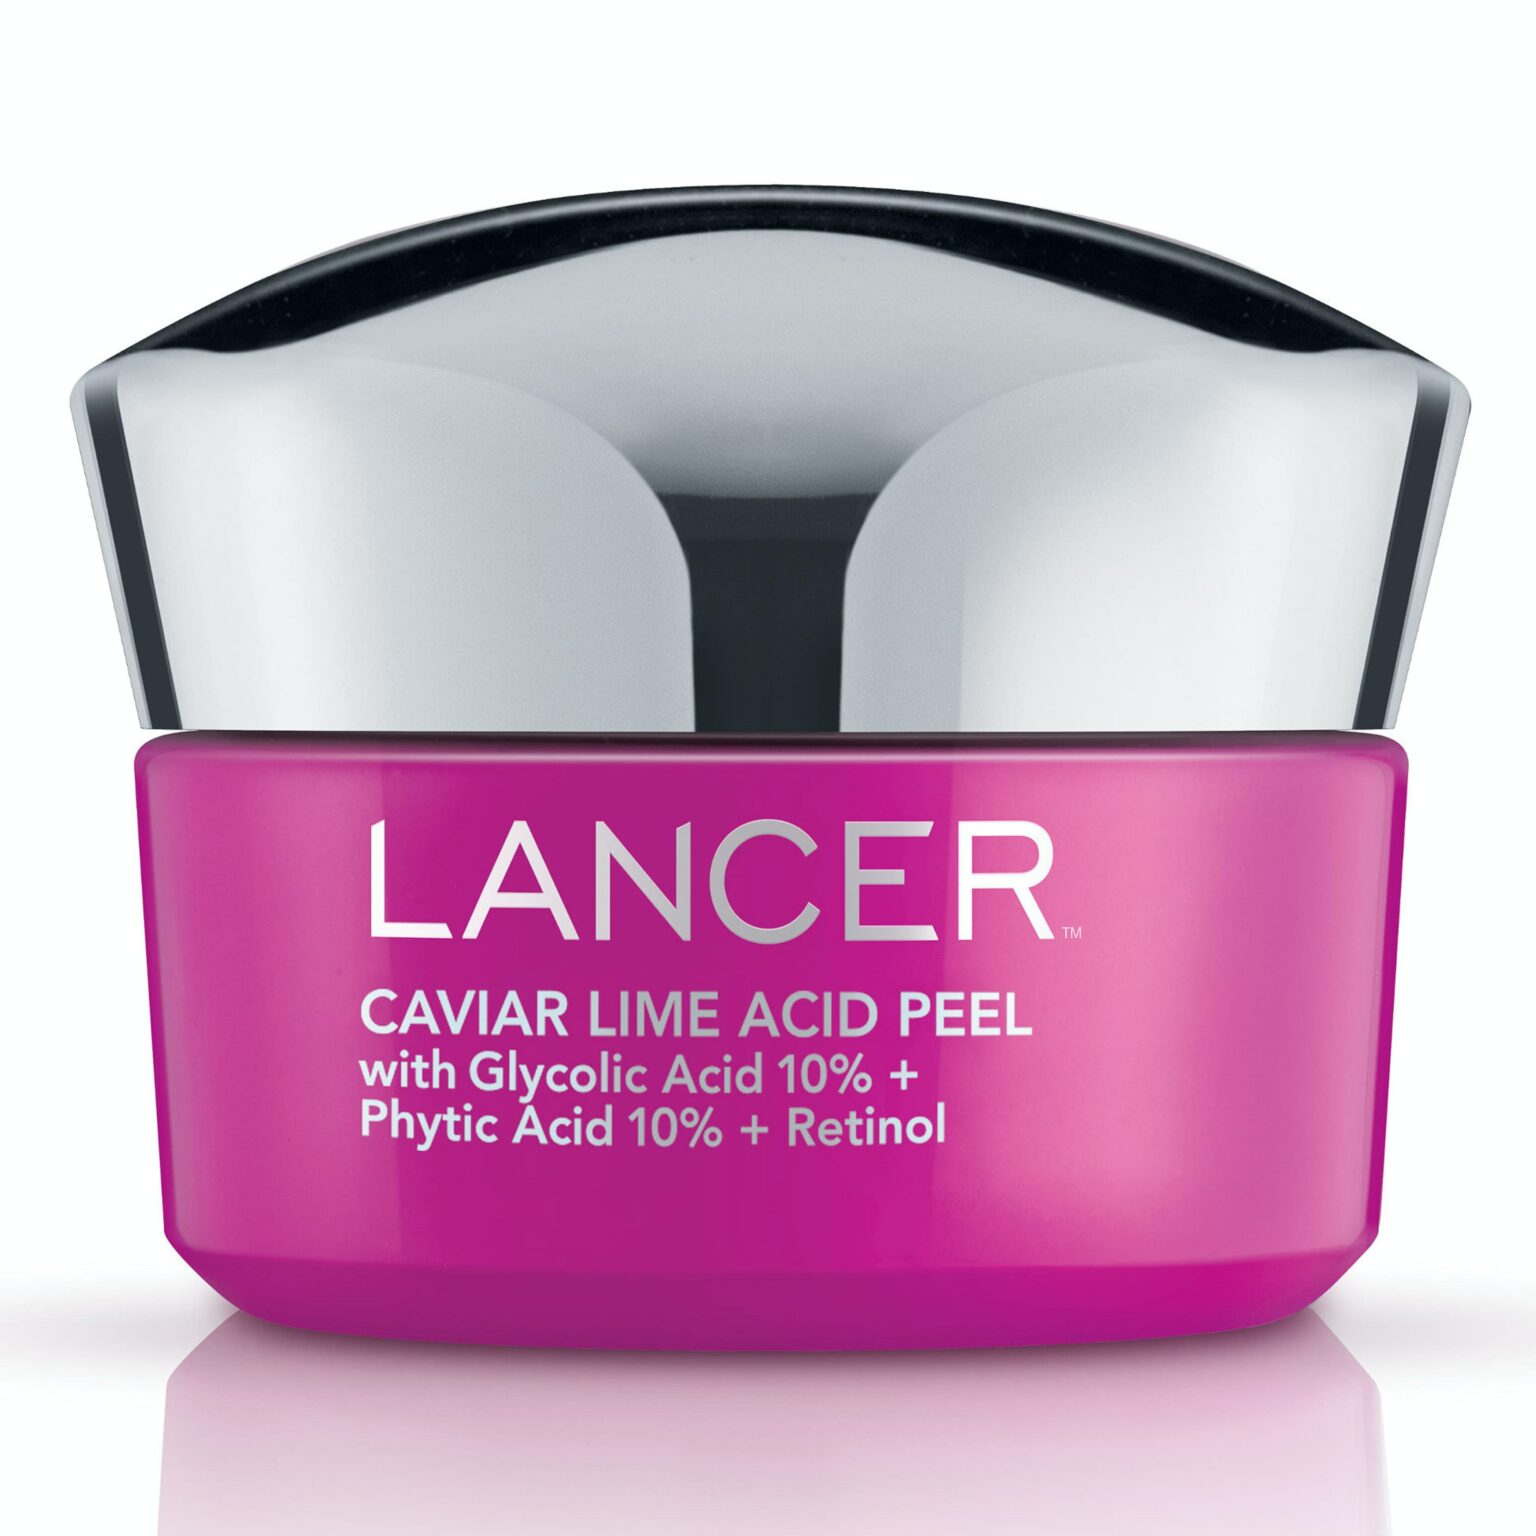 LANCER™
CAVIAR LIME ACID PEEL
with Glycolic Acid 10% +
Phytic Acid 10% + Retinol